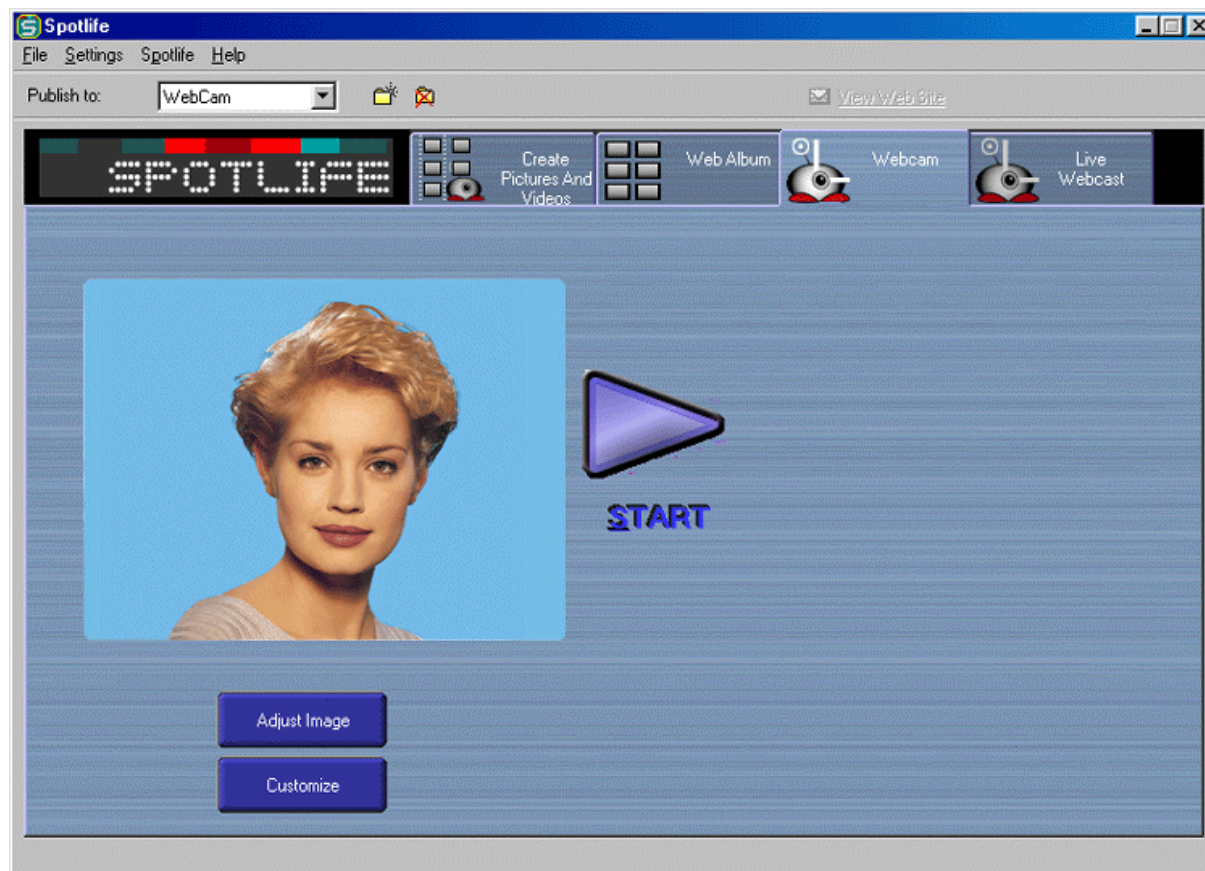 Spotlife
File Settings Spotlife Help
Publish to: WebCam View Web Site
SPOTLIFE
Create
Pictures And
Videos
Web Album
Webcam
Live
Webcast
START
Adjust Image
Customize